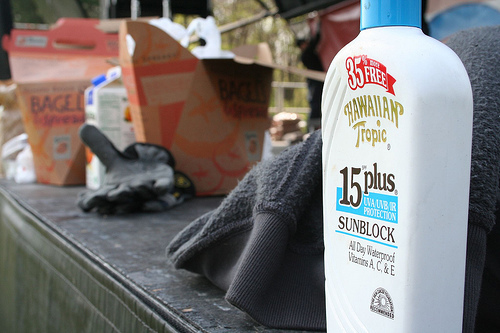 35% more
FREE
HAWAIIAN
Tropic
15 plus
UVA/UVB/IR
PROTECTION
SUNBLOCK
All Day Waterproof
Vitamins A, C, & E
BAGEL
BAGEL